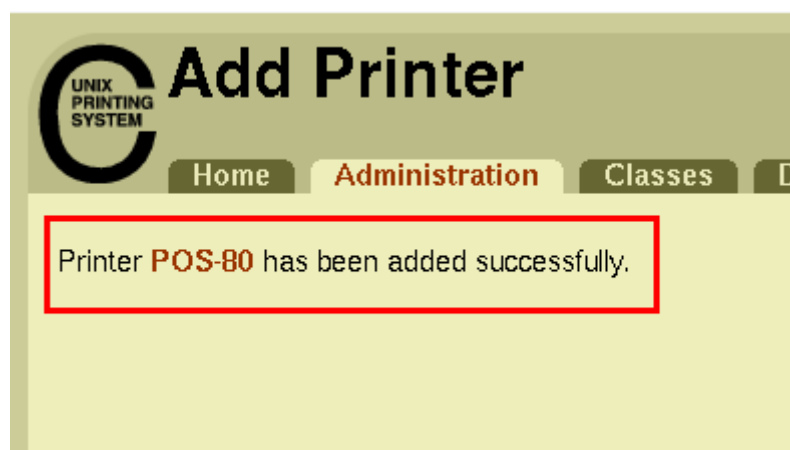 UNIX
PRINTING
SYSTEM
Add Printer
Home Administration Classes
Printer POS-80 has been added successfully.